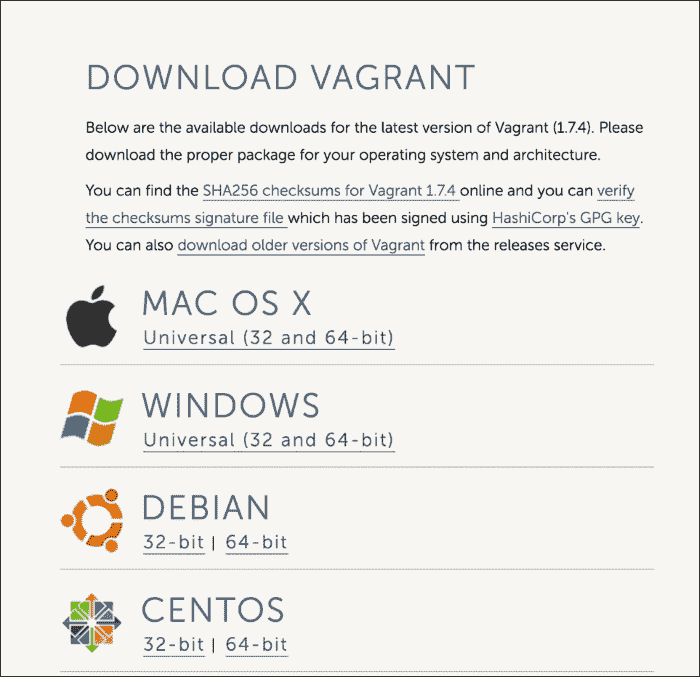 DOWNLOAD VAGRANT
Below are the available downloads for the latest version of Vagrant (1.7.4). Please
download the proper package for your operating system and architecture.
You can find the SHA256 checksums for Vagrant 1.7.4 online and you can verify
the checksums signature file which has been signed using HashiCorp's GPG key.
You can also download older versions of Vagrant from the releases service.
MAC OS X
Universal (32 and 64-bit)
WINDOWS
Universal (32 and 64-bit)
DEBIAN
32-bit | 64-bit
CENTOS
32-bit | 64-bit